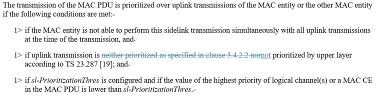 The transmission of the MAC PDU is prioritized over uplink transmissions of the MAC entity or the other MAC entity
if the following conditions are met:-
1> if the MAC entity is not able to perform this sidelink transmission simultaneously with all uplink transmissions
at the time of the transmission, and-
1> if uplink transmission is neither prioritized as specified in clause 5.4.2.2 nornot prioritized by upper layer
according to TS 23.287 [19]; and-
1> if sl-PrioritizationThres is configured and if the value of the highest priority of logical channel(s) or a MAC CE
in the MAC PDU is lower than sl-PrioritizationThres.-